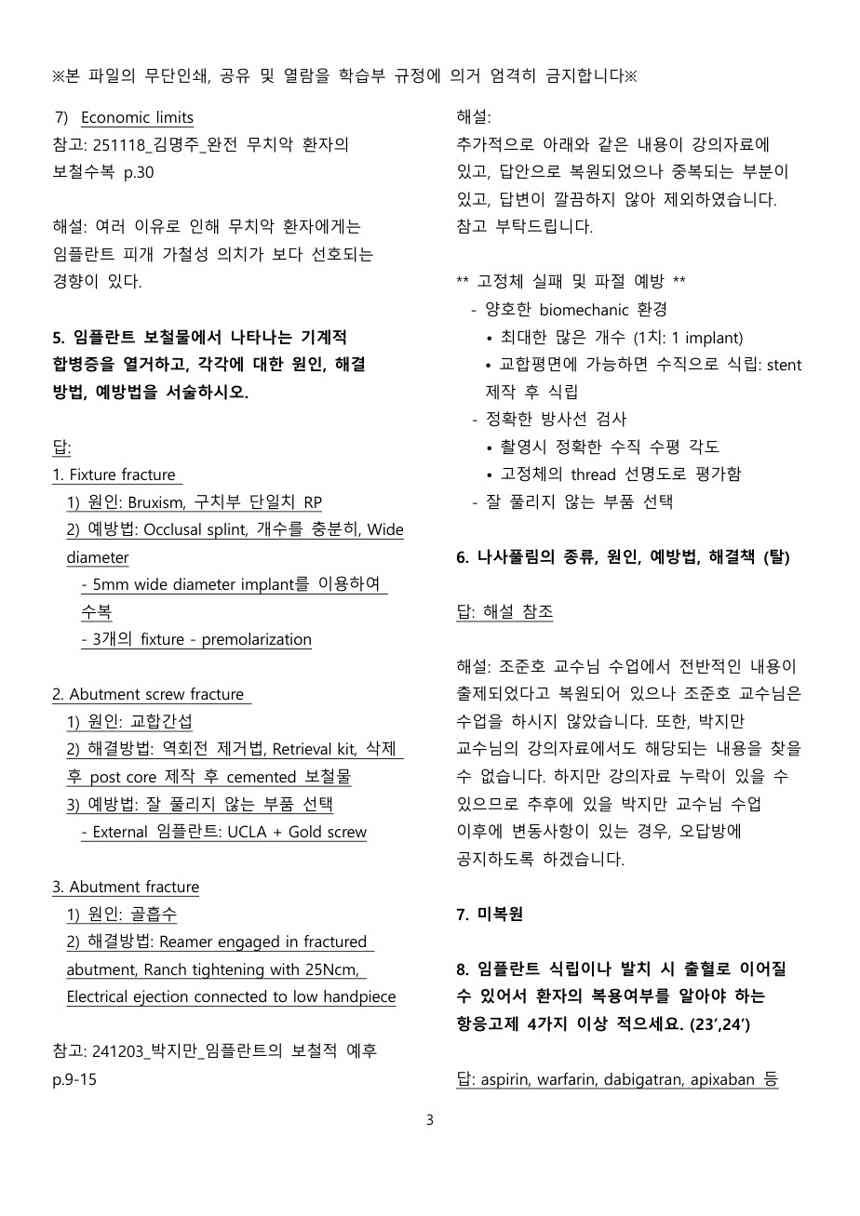 ※본 파일의 무단인쇄, 공유 및 열람을 학습부 규정에 의거 엄격히 금지합니다※
7) Economic limits
참고: 251118_김명주_완전 무치악 환자의
보철수복 p.30
해설: 여러 이유로 인해 무치악 환자에게는
임플란트 피개 가철성 의치가 보다 선호되는
경향이 있다.
5. 임플란트 보철물에서 나타나는 기계적
합병증을 열거하고, 각각에 대한 원인, 해결
방법, 예방법을 서술하시오.
답:
1. Fixture fracture
1) 원인: Bruxism, 구치부 단일치 RP
2) 예방법: Occlusal splint, 개수를 충분히, Wide
diameter
- 5mm wide diameter implant를 이용하여
수복
- 3개의 fixture - premolarization
2. Abutment screw fracture
1) 원인: 교합간섭
2) 해결방법: 역회전 제거법, Retrieval kit, 삭제
후 post core 제작 후 cemented 보철물
3) 예방법: 잘 풀리지 않는 부품 선택
- External 임플란트: UCLA + Gold screw
3. Abutment fracture
1) 원인: 골흡수
2) 해결방법: Reamer engaged in fractured
abutment, Ranch tightening with 25Ncm,
Electrical ejection connected to low handpiece
참고: 241203_박지만_임플란트의 보철적 예후
p.9-15
해설:
추가적으로 아래와 같은 내용이 강의자료에
있고, 답안으로 복원되었으나 중복되는 부분이
있고, 답변이 깔끔하지 않아 제외하였습니다.
참고 부탁드립니다.
** 고정체 실패 및 파절 예방 **
- 양호한 biomechanic 환경
• 최대한 많은 개수 (1치: 1 implant)
• 교합평면에 가능하면 수직으로 식립: stent
제작 후 식립
- 정확한 방사선 검사
• 촬영시 정확한 수직 수평 각도
• 고정체의 thread 선명도로 평가함
- 잘 풀리지 않는 부품 선택
6. 나사풀림의 종류, 원인, 예방법, 해결책 (탈)
답: 해설 참조
해설: 조준호 교수님 수업에서 전반적인 내용이
출제되었다고 복원되어 있으나 조준호 교수님은
수업을 하시지 않았습니다. 또한, 박지만
교수님의 강의자료에서도 해당되는 내용을 찾을
수 없습니다. 하지만 강의자료 누락이 있을 수
있으므로 추후에 있을 박지만 교수님 수업
이후에 변동사항이 있는 경우, 오답방에
공지하도록 하겠습니다.
7. 미복원
8. 임플란트 식립이나 발치 시 출혈로 이어질
수 있어서 환자의 복용여부를 알아야 하는
항응고제 4가지 이상 적으세요. (23’,24’)
답: aspirin, warfarin, dabigatran, apixaban 등
3